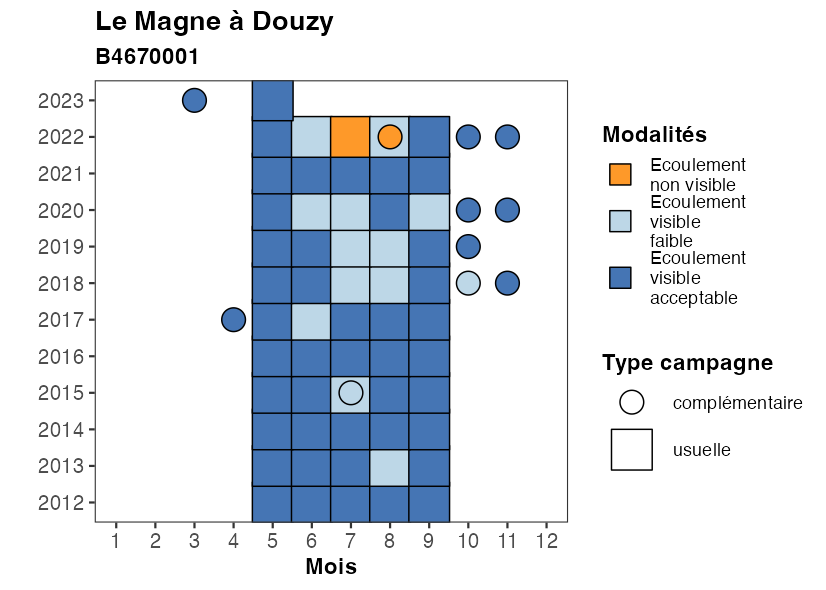 Le Magne à Douzy
B4670001
2023
2022
2021
2020
2019
2018
2017
2016
2015
2014
2013
2012
1 2 3 4 5 6 7 8 9 10 11 12
Mois
Modalités
Ecoulement
non visible
Ecoulement
visible
faible
Ecoulement
visible
acceptable
Type campagne
complémentaire
usuelle